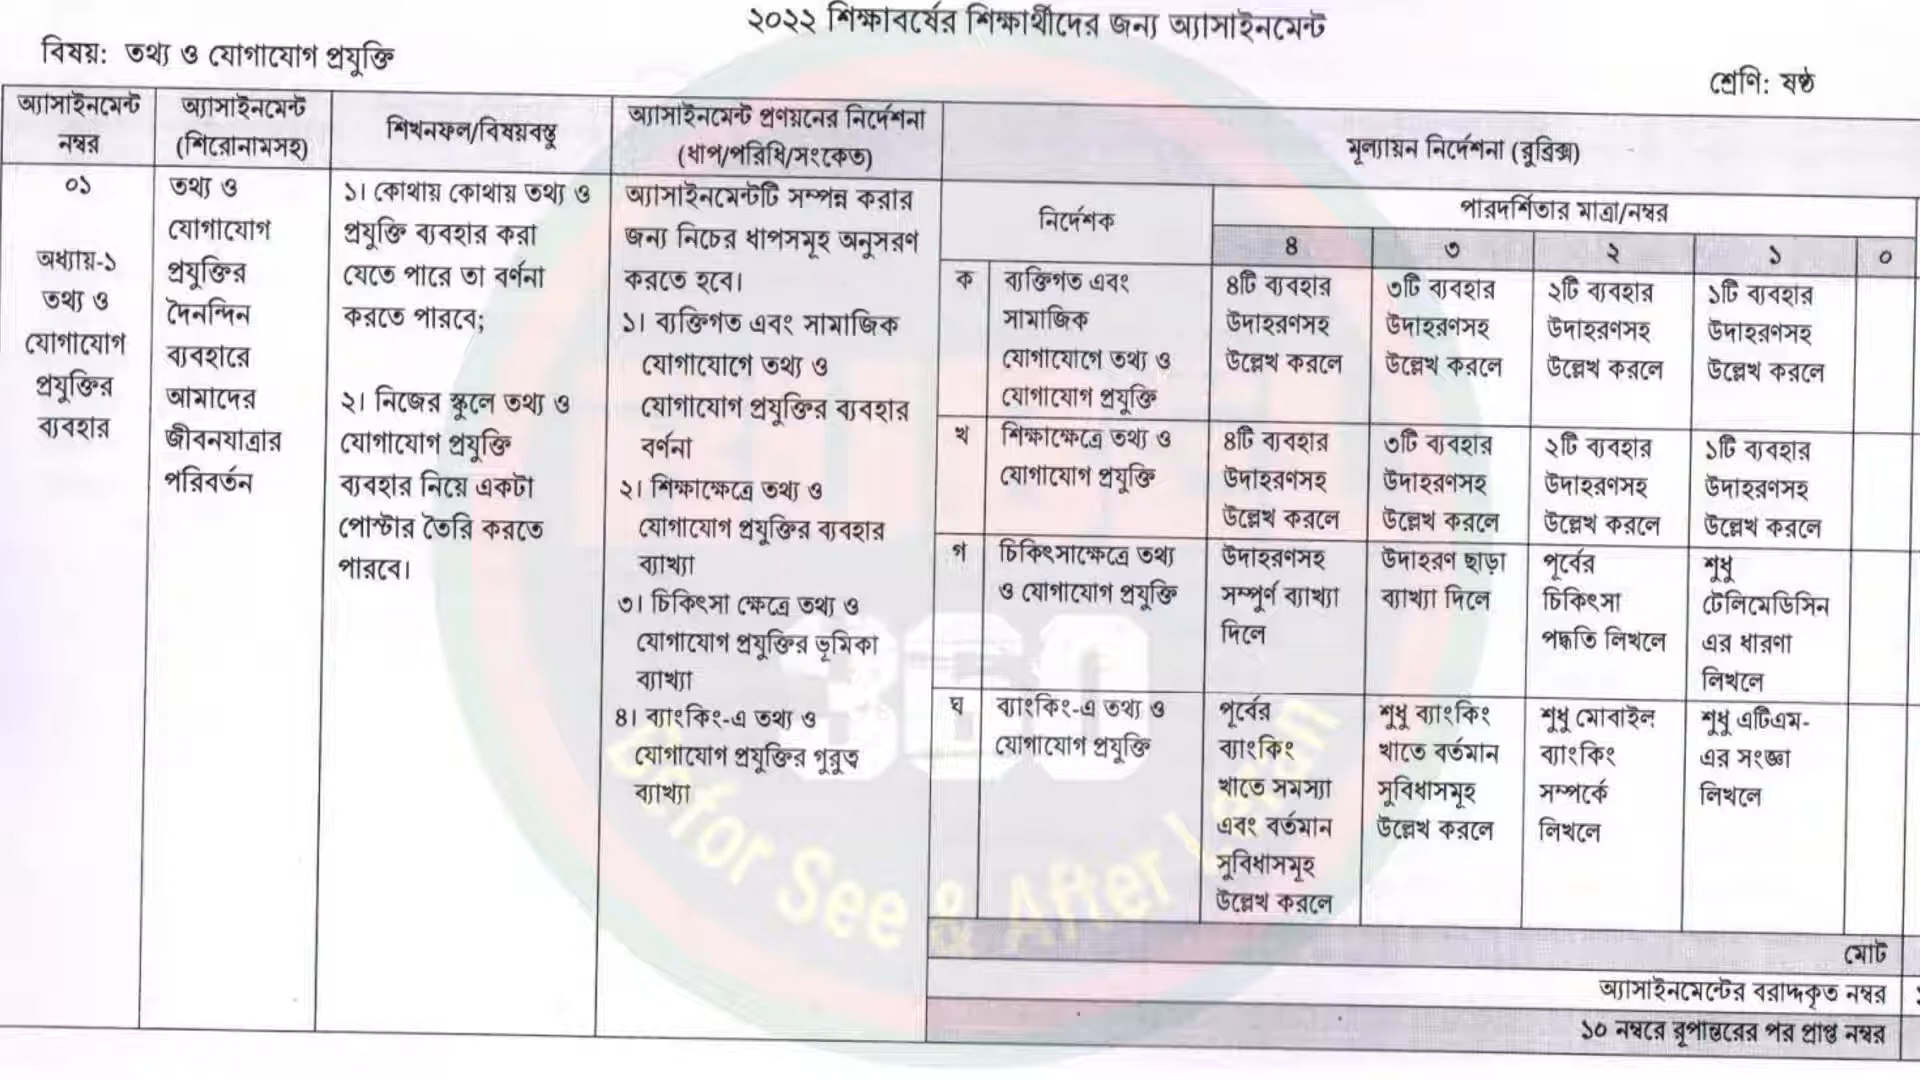 ২০২২ শিক্ষাবর্ষের শিক্ষার্থীদের জন্য অ্যাসাইনমেন্ট
বিষয়: তথ্য ও যোগাযোগ প্রযুক্তি
শ্রেণি: ষষ্ঠ
অ্যাসাইনমেন্ট
নম্বর
অ্যাসাইনমেন্ট
(শিরোনামসহ)
শিখনফল/বিষয়বস্তু
অ্যাসাইনমেন্ট প্রণয়নের নির্দেশনা
(ধাপ/পরিধি/সংকেত)
মূল্যায়ন নির্দেশনা (রুব্রিক্স)
০১
অধ্যায়-১
তথ্য ও
যোগাযোগ
প্রযুক্তির
ব্যবহার
তথ্য ও
যোগাযোগ
প্রযুক্তির
দৈনন্দিন
ব্যবহারে
আমাদের
জীবনযাত্রার
পরিবর্তন
১। কোথায় কোথায় তথ্য ও
প্রযুক্তি ব্যবহার করা
যেতে পারে তা বর্ণনা
করতে পারবে;
২। নিজের স্কুলে তথ্য ও
যোগাযোগ প্রযুক্তি
ব্যবহার নিয়ে একটা
পোস্টার তৈরি করতে
পারবে।
অ্যাসাইনমেন্টটি সম্পন্ন করার
জন্য নিচের ধাপসমূহ অনুসরণ
করতে হবে।
১। ব্যক্তিগত এবং সামাজিক
যোগাযোগে তথ্য ও
যোগাযোগ প্রযুক্তির ব্যবহার
বর্ণনা
২। শিক্ষাক্ষেত্রে তথ্য ও
যোগাযোগ প্রযুক্তির ব্যবহার
ব্যাখ্যা
৩। চিকিৎসা ক্ষেত্রে তথ্য ও
যোগাযোগ প্রযুক্তির ভূমিকা
ব্যাখ্যা
৪। ব্যাংকিং-এ তথ্য ও
যোগাযোগ প্রযুক্তির গুরুত্ব
ব্যাখ্যা
নির্দেশক
পারদর্শিতার মাত্রা/নম্বর
৪ ৩ ২ ১ ০
ক
ব্যক্তিগত এবং
সামাজিক
যোগাযোগে তথ্য ও
যোগাযোগ প্রযুক্তি
৪টি ব্যবহার
উদাহরণসহ
উল্লেখ করলে
৩টি ব্যবহার
উদাহরণসহ
উল্লেখ করলে
২টি ব্যবহার
উদাহরণসহ
উল্লেখ করলে
১টি ব্যবহার
উদাহরণসহ
উল্লেখ করলে
খ
শিক্ষাক্ষেত্রে তথ্য ও
যোগাযোগ প্রযুক্তি
৪টি ব্যবহার
উদাহরণসহ
উল্লেখ করলে
৩টি ব্যবহার
উদাহরণসহ
উল্লেখ করলে
২টি ব্যবহার
উদাহরণসহ
উল্লেখ করলে
১টি ব্যবহার
উদাহরণসহ
উল্লেখ করলে
গ
চিকিৎসাক্ষেত্রে তথ্য
ও যোগাযোগ প্রযুক্তি
উদাহরণসহ
সম্পুর্ণ ব্যাখ্যা
দিলে
উদাহরণ ছাড়া
ব্যাখ্যা দিলে
পূর্বের
চিকিৎসা
পদ্ধতি লিখলে
শুধু
টেলিমেডিসিন
এর ধারণা
লিখলে
ঘ
ব্যাংকিং-এ তথ্য ও
যোগাযোগ প্রযুক্তি
পূর্বের
ব্যাংকিং
খাতে সমস্যা
এবং বর্তমান
সুবিধাসমূহ
উল্লেখ করলে
শুধু ব্যাংকিং
খাতে বর্তমান
সুবিধাসমূহ
উল্লেখ করলে
শুধু মোবাইল
ব্যাংকিং
সম্পর্কে
লিখলে
শুধু এটিএম-
এর সংজ্ঞা
লিখলে
মোট
অ্যাসাইনমেন্টের বরাদ্দকৃত নম্বর
১০ নম্বরে রূপান্তরের পর প্রাপ্ত নম্বর
360
Befor See & After Learn